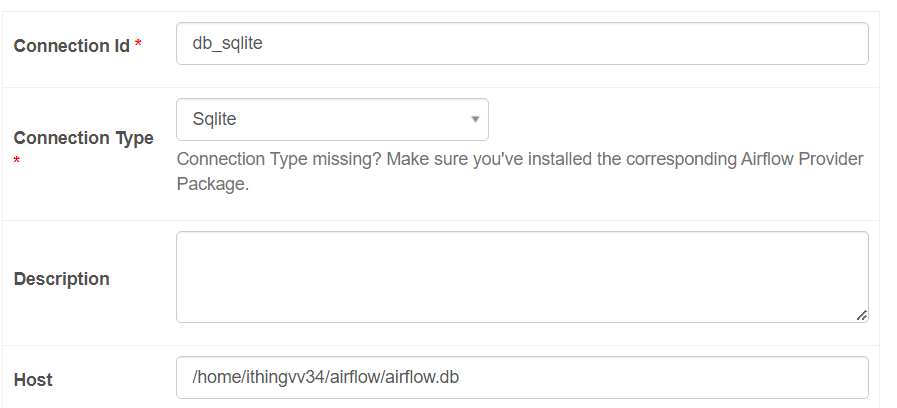 Connection Id *
db_sqlite
Connection Type
*
Sqlite
Connection Type missing? Make sure you've installed the corresponding Airflow Provider
Package.
Description
Host
/home/ithingvv34/airflow/airflow.db